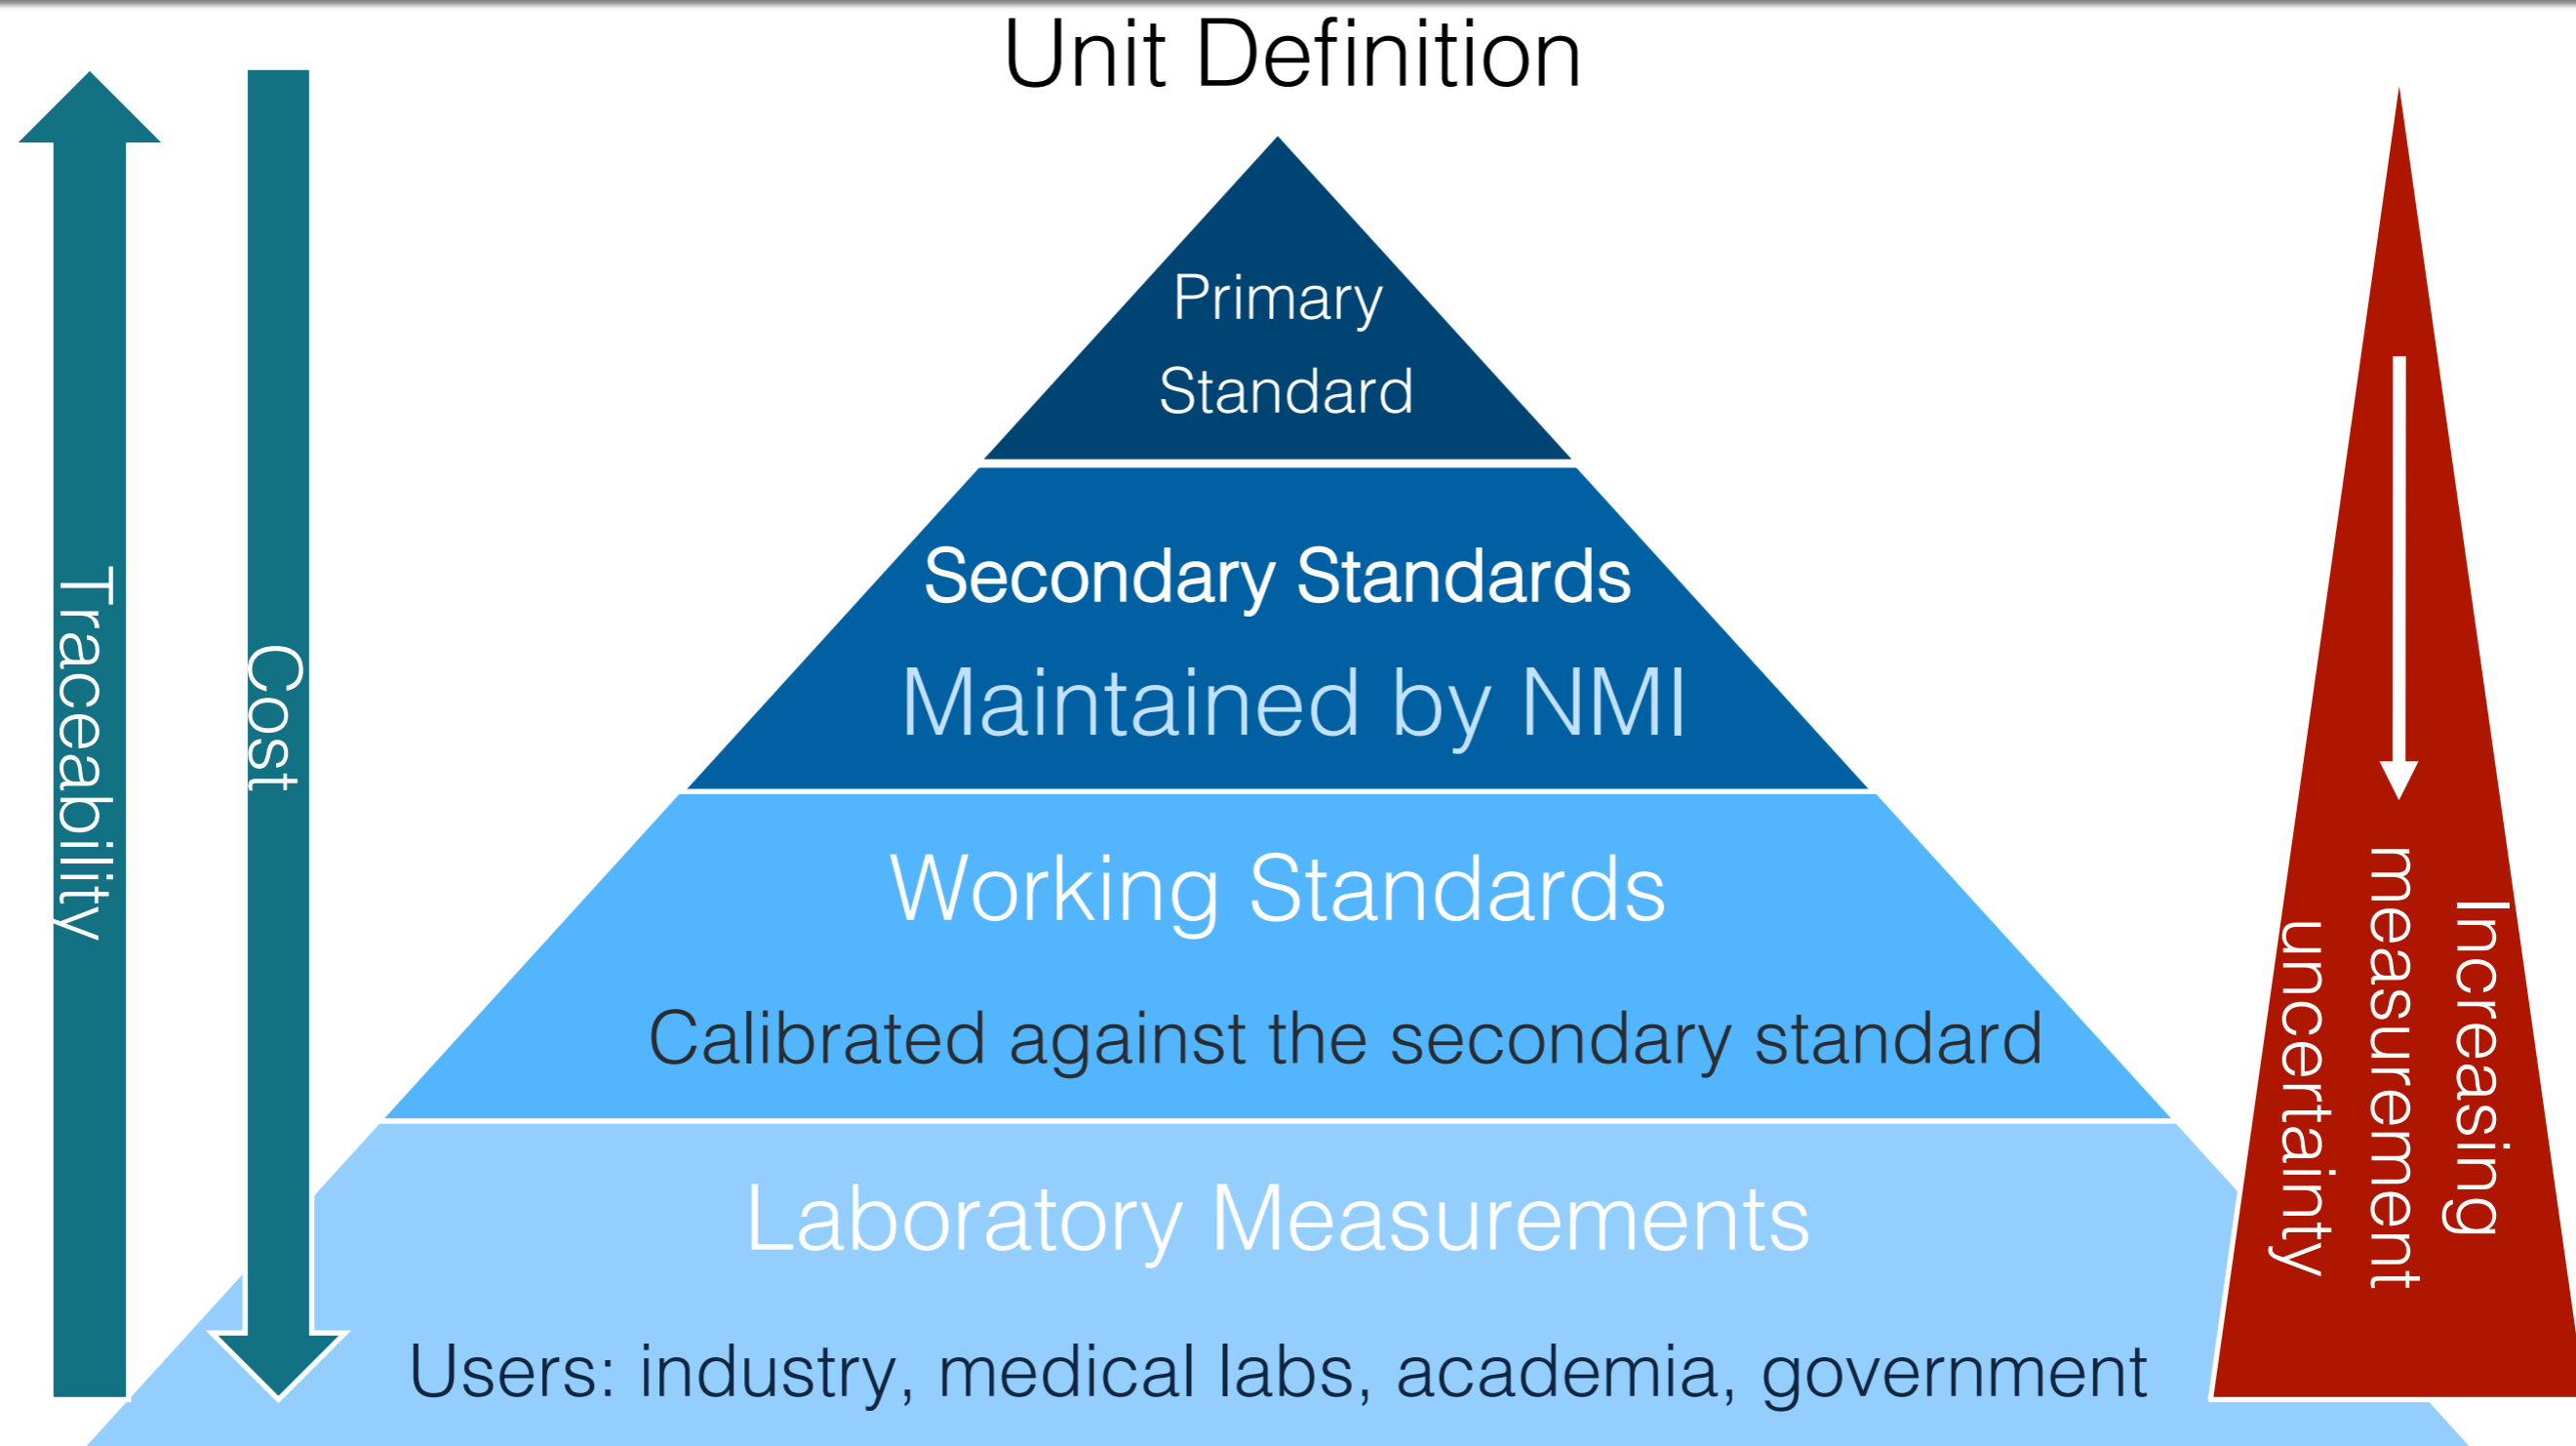 Unit Definition
Primary
Standard
Secondary Standards
Maintained by NMI
Working Standards
Calibrated against the secondary standard
Laboratory Measurements
Users: industry, medical labs, academia, government
Traceability
Cost
Increasing
measurement
uncertainty